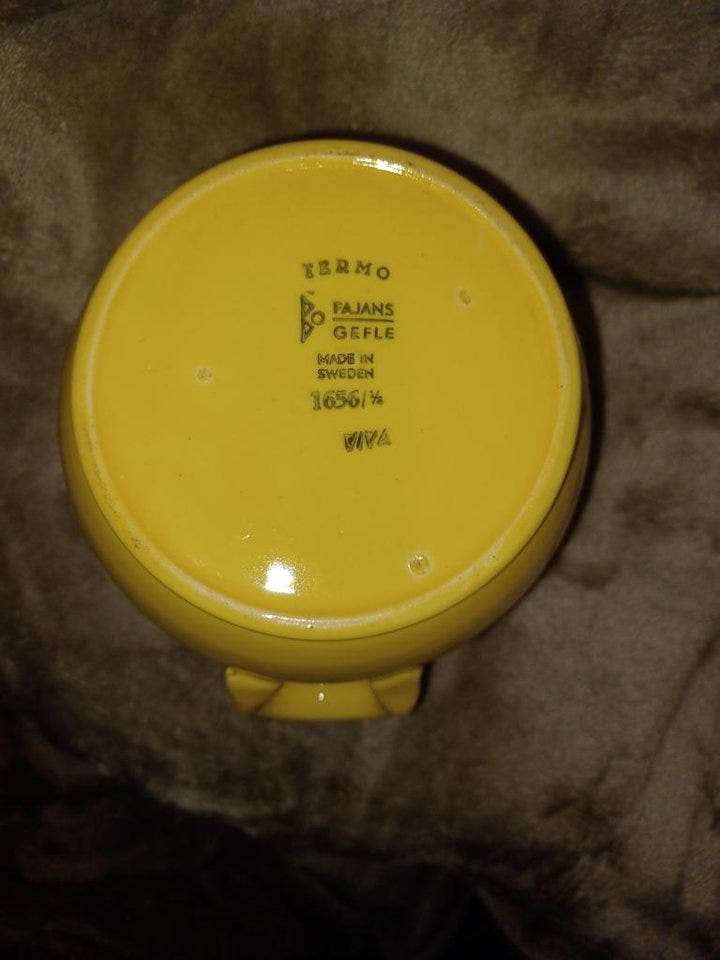 TERMO
BO FAJANS
GEFLE
MADE IN
SWEDEN
1656/½
VIVA